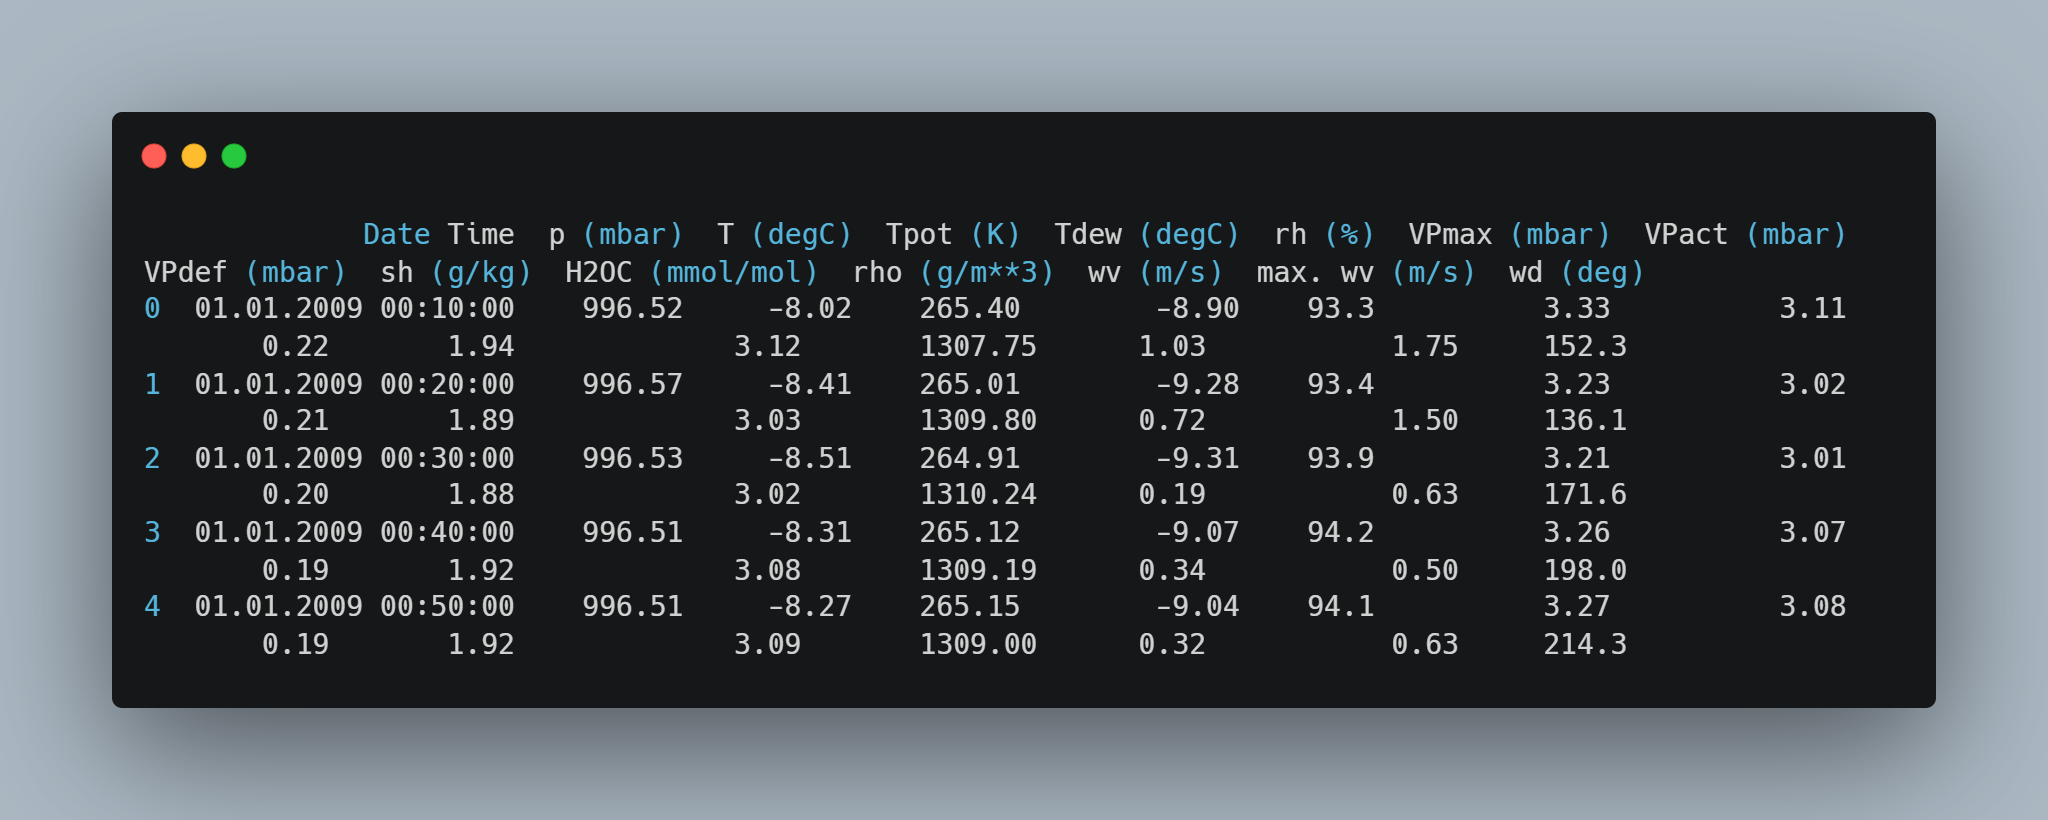 Date Time  p (mbar)  T (degC)  Tpot (K)  Tdew (degC)  rh (%)  VPmax (mbar)  VPact (mbar)
VPdef (mbar)  sh (g/kg)  H2OC (mmol/mol)  rho (g/m**3)  wv (m/s)  max. wv (m/s)  wd (deg)
0  01.01.2009 00:10:00    996.52     -8.02    265.40        -8.90    93.3          3.33          3.11
0.22       1.94             3.12       1307.75      1.03           1.75     152.3
1  01.01.2009 00:20:00    996.57     -8.41    265.01        -9.28    93.4          3.23          3.02
0.21       1.89             3.03       1309.80      0.72           1.50     136.1
2  01.01.2009 00:30:00    996.53     -8.51    264.91        -9.31    93.9          3.21          3.01
0.20       1.88             3.02       1310.24      0.19           0.63     171.6
3  01.01.2009 00:40:00    996.51     -8.31    265.12        -9.07    94.2          3.26          3.07
0.19       1.92             3.08       1309.19      0.34           0.50     198.0
4  01.01.2009 00:50:00    996.51     -8.27    265.15        -9.04    94.1          3.27          3.08
0.19       1.92             3.09       1309.00      0.32           0.63     214.3